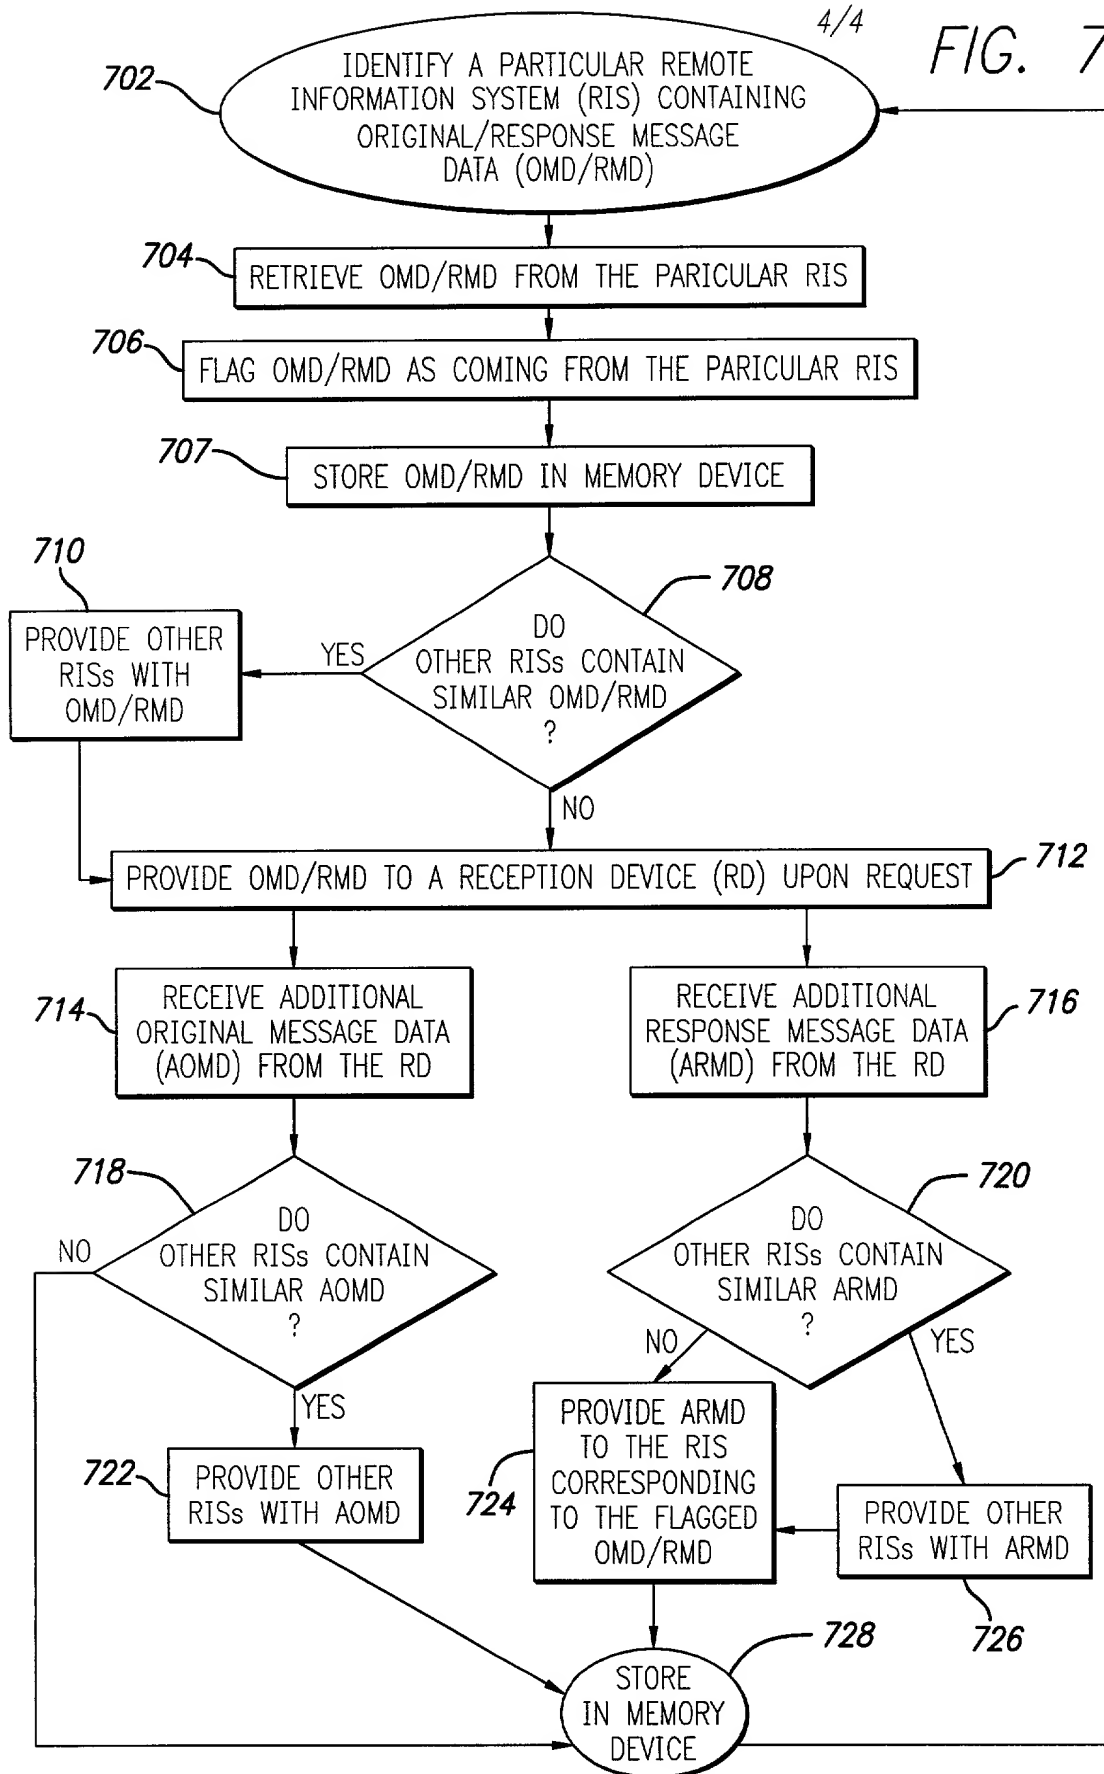 4/4
FIG. 7
702
IDENTIFY A PARTICULAR REMOTE
INFORMATION SYSTEM (RIS) CONTAINING
ORIGINAL/RESPONSE MESSAGE
DATA (OMD/RMD)
704
RETRIEVE OMD/RMD FROM THE PARICULAR RIS
706
FLAG OMD/RMD AS COMING FROM THE PARICULAR RIS
707
STORE OMD/RMD IN MEMORY DEVICE
708
DO
OTHER RISs CONTAIN
SIMILAR OMD/RMD
?
YES
710
PROVIDE OTHER
RISs WITH
OMD/RMD
NO
712
PROVIDE OMD/RMD TO A RECEPTION DEVICE (RD) UPON REQUEST
714
RECEIVE ADDITIONAL
ORIGINAL MESSAGE DATA
(AOMD) FROM THE RD
716
RECEIVE ADDITIONAL
RESPONSE MESSAGE DATA
(ARMD) FROM THE RD
718
DO
OTHER RISs CONTAIN
SIMILAR AOMD
?
NO
YES
720
DO
OTHER RISs CONTAIN
SIMILAR ARMD
?
NO
YES
722
PROVIDE OTHER
RISs WITH AOMD
724
PROVIDE ARMD
TO THE RIS
CORRESPONDING
TO THE FLAGGED
OMD/RMD
PROVIDE OTHER
RISs WITH ARMD
726
728
STORE
IN MEMORY
DEVICE